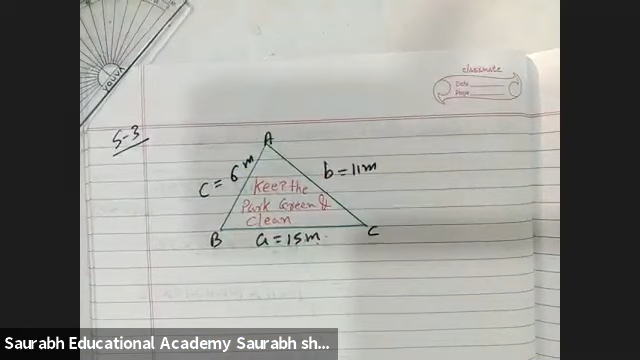 classmate
Date
Page
S-3
A
c = 6m
b = 11m
Keep the
Park Green &
clean
B
a = 15m.
C
Saurabh Educational Academy Saurabh sh...